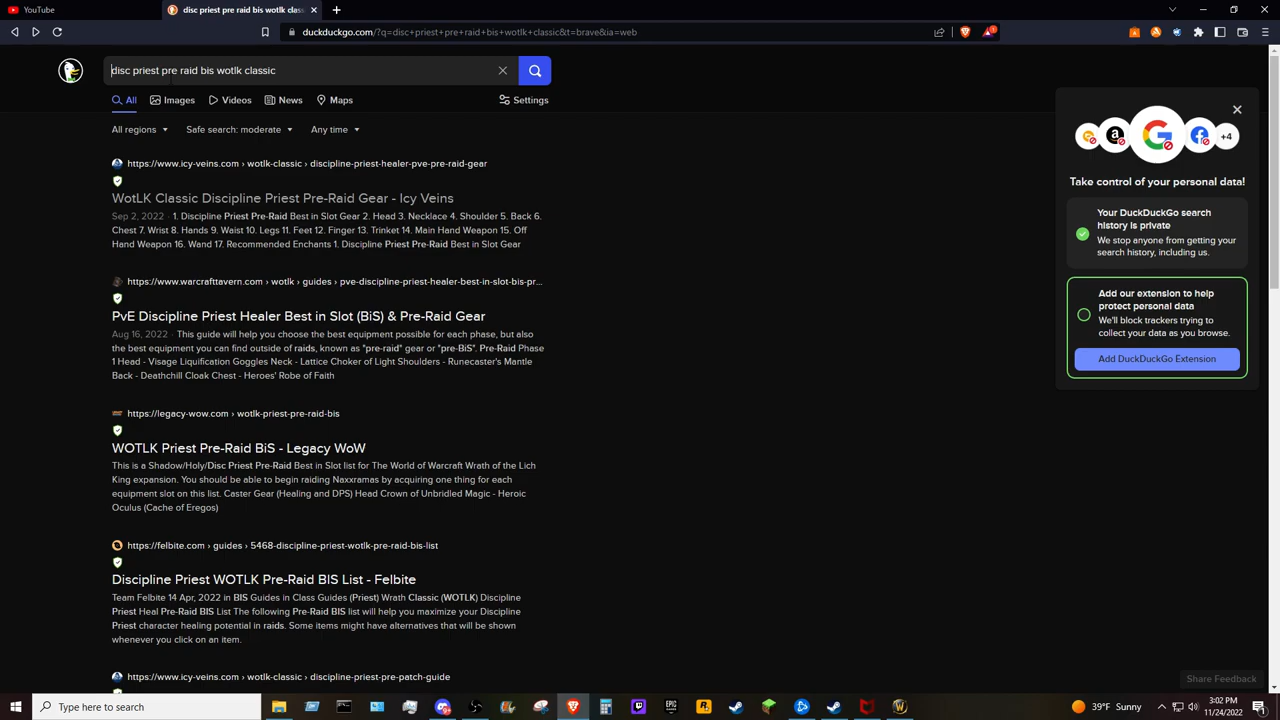 YouTube
disc priest pre raid bis wotlk clas
duckduckgo.com/?q=disc+priest+pre+raid+bis+wotlk+classic&t=brave&ia=web
disc priest pre raid bis wotlk classic
All Images Videos News Maps Settings
All regions Safe search: moderate Any time
https://www.icy-veins.com › wotlk-classic › discipline-priest-healer-pve-pre-raid-gear
WotLK Classic Discipline Priest Pre-Raid Gear - Icy Veins
Sep 2, 2022 · 1. Discipline Priest Pre-Raid Best in Slot Gear 2. Head 3. Necklace 4. Shoulder 5. Back 6.
Chest 7. Wrist 8. Hands 9. Waist 10. Legs 11. Feet 12. Finger 13. Trinket 14. Main Hand Weapon 15. Off
Hand Weapon 16. Wand 17. Recommended Enchants 1. Discipline Priest Pre-Raid Best in Slot Gear
https://www.warcrafttavern.com › wotlk › guides › pve-discipline-priest-healer-best-in-slot-bis-pr...
PvE Discipline Priest Healer Best in Slot (BiS) & Pre-Raid Gear
Aug 16, 2022 · This guide will help you choose the best equipment possible for each phase, but also
the best equipment you can find outside of raids, known as "pre-raid" gear or "pre-BiS". Pre-Raid Phase
1 Head - Visage Liquification Goggles Neck - Lattice Choker of Light Shoulders - Runecaster's Mantle
Back - Deathchill Cloak Chest - Heroes' Robe of Faith
https://legacy-wow.com › wotlk-priest-pre-raid-bis
WOTLK Priest Pre-Raid BiS - Legacy WoW
This is a Shadow/Holy/Disc Priest Pre-Raid Best in Slot list for The World of Warcraft Wrath of the Lich
King expansion. You should be able to begin raiding Naxxramas by acquiring one thing for each
equipment slot on this list. Caster Gear (Healing and DPS) Head Crown of Unbridled Magic - Heroic
Oculus (Cache of Eregos)
https://felbite.com › guides › 5468-discipline-priest-wotlk-pre-raid-bis-list
Discipline Priest WOTLK Pre-Raid BIS List - Felbite
Team Felbite 14 Apr, 2022 in BIS Guides in Class Guides (Priest) Wrath Classic (WOTLK) Discipline
Priest Heal Pre-Raid BIS List The following Pre-Raid BIS list will help you maximize your Discipline
Priest character healing potential in raids. Some items might have alternatives that will be shown
whenever you click on an item.
https://www.icy-veins.com › wotlk-classic › discipline-priest-pre-patch-guide
+4
Take control of your personal data!
Your DuckDuckGo search
history is private
We stop anyone from getting your
search history, including us.
Add our extension to help
protect personal data
We'll block trackers trying to
collect your data as you browse.
Add DuckDuckGo Extension
Share Feedback
Type here to search
39°F Sunny
3:02 PM
11/24/2022